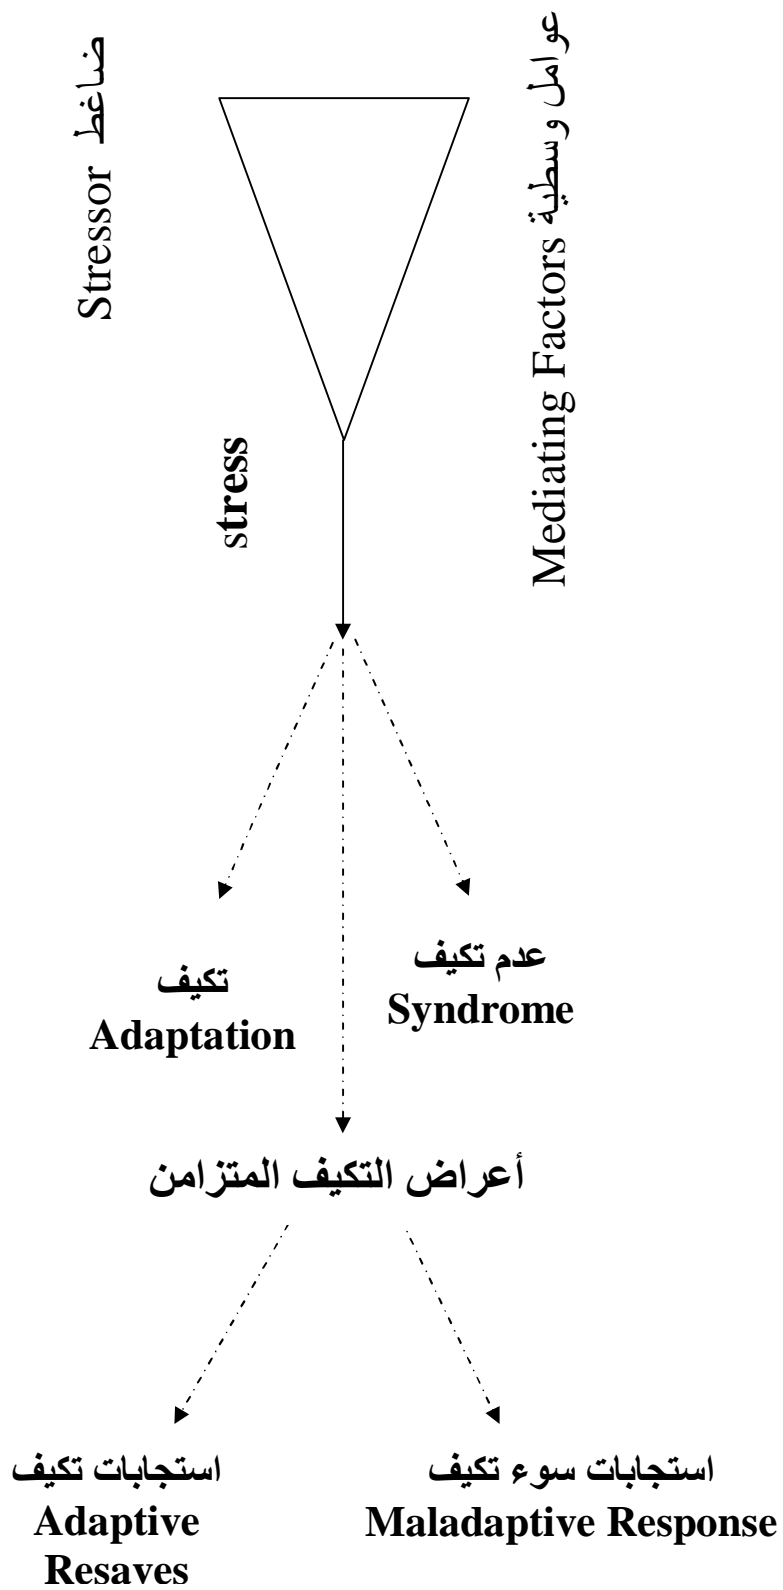 ضاغط Stressor
عوامل وسطية Mediating Factors
stress
تكيف
Adaptation
عدم تكيف
Syndrome
أعراض التكيف المتزامن
استجابات تكيف
Adaptive
Resaves
استجابات سوء تكيف
Maladaptive Response